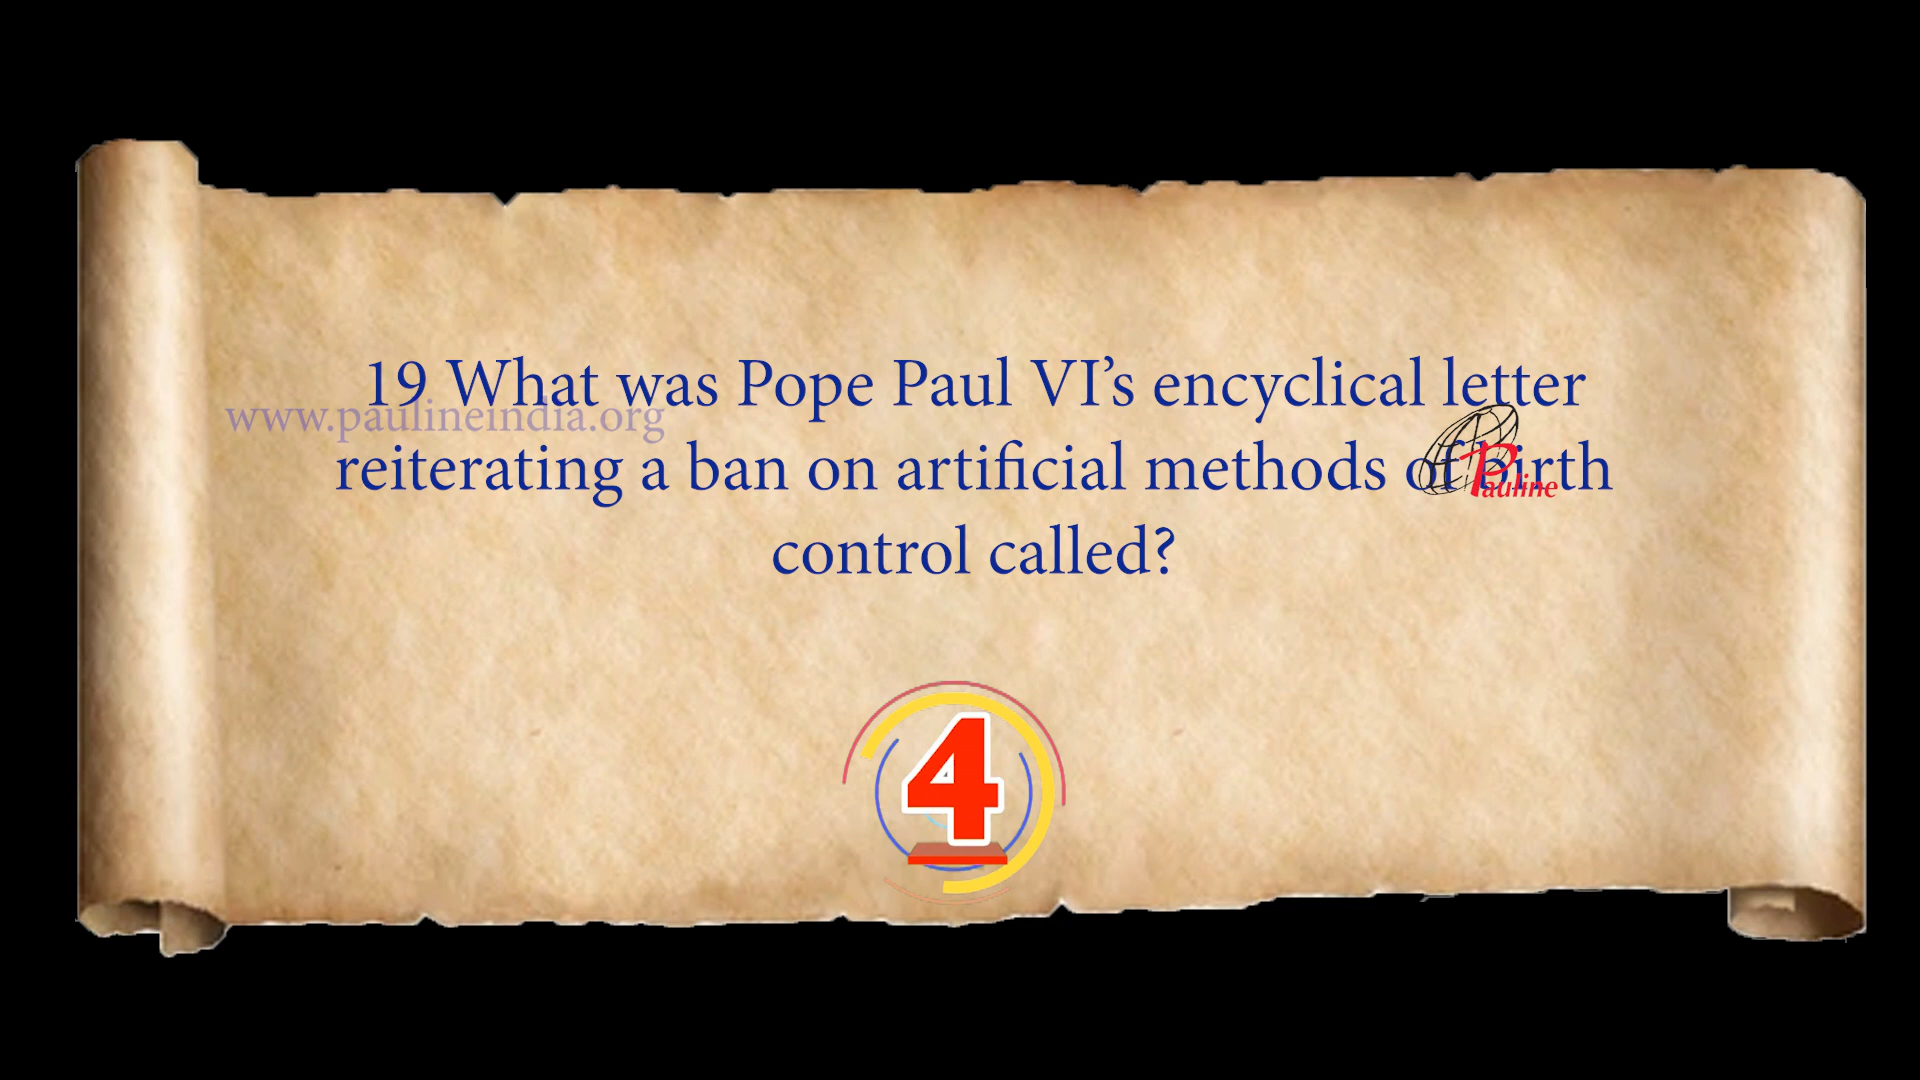 19 What was Pope Paul VI’s encyclical letter
www.paulineindia.org
reiterating a ban on artificial methods of birth
Pauline
control called?
4